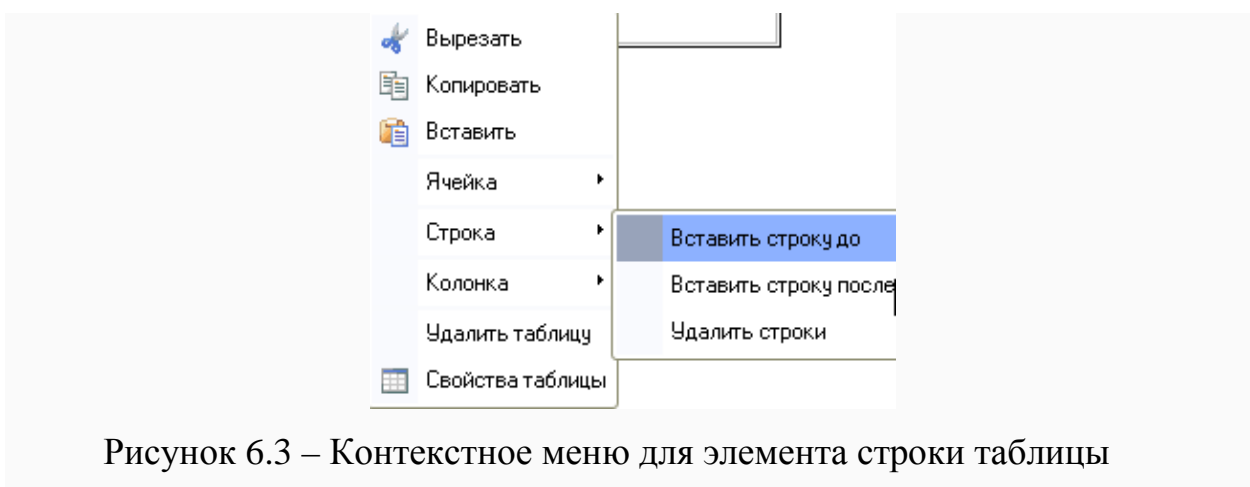 Вырезать
Копировать
Вставить
Ячейка
Строка
Колонка
Удалить таблицу
Свойства таблицы
Вставить строку до
Вставить строку после
Удалить строки
Рисунок 6.3 – Контекстное меню для элемента строки таблицы